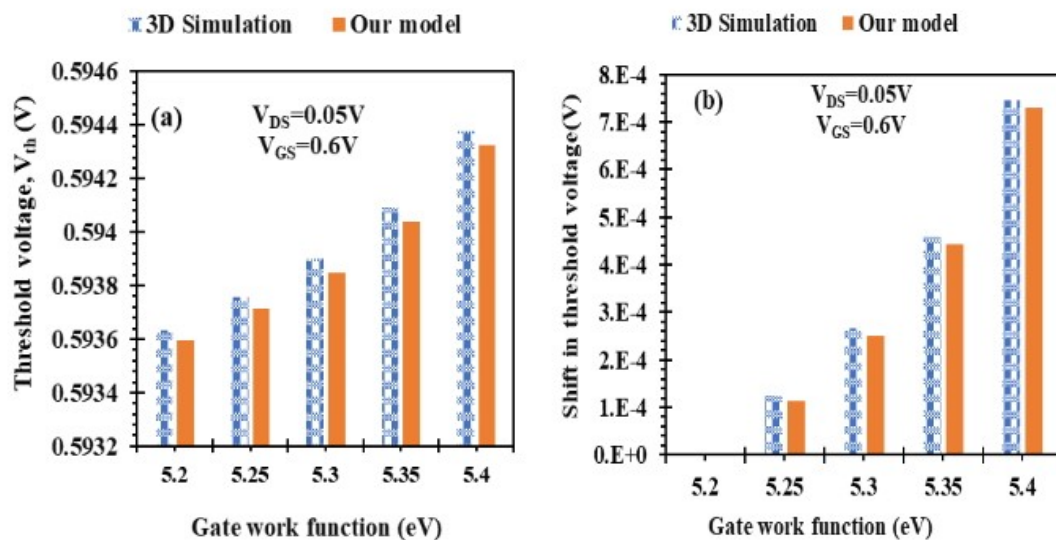 3D Simulation Our model
Threshold voltage, Vth (V)
0.5946
0.5944
0.5942
0.594
0.5938
0.5936
0.5934
0.5932
(a)
VDS=0.05V
VGS=0.6V
5.2 5.25 5.3 5.35 5.4
Gate work function (eV)
3D Simulation Our model
Shift in threshold voltage(V)
8.E-4
7.E-4
6.E-4
5.E-4
4.E-4
3.E-4
2.E-4
1.E-4
0.E+0
(b)
VDS=0.05V
VGS=0.6V
5.2 5.25 5.3 5.35 5.4
Gate work function (eV)